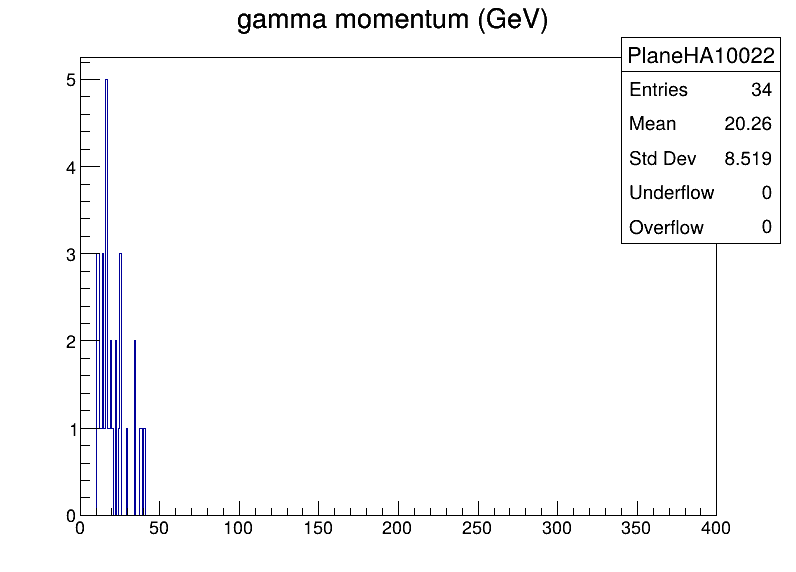 gamma momentum (GeV)
PlaneHA10022
Entries 34
Mean 20.26
Std Dev 8.519
Underflow 0
Overflow 0
5
4
3
2
1
0
0 50 100 150 200 250 300 350 400